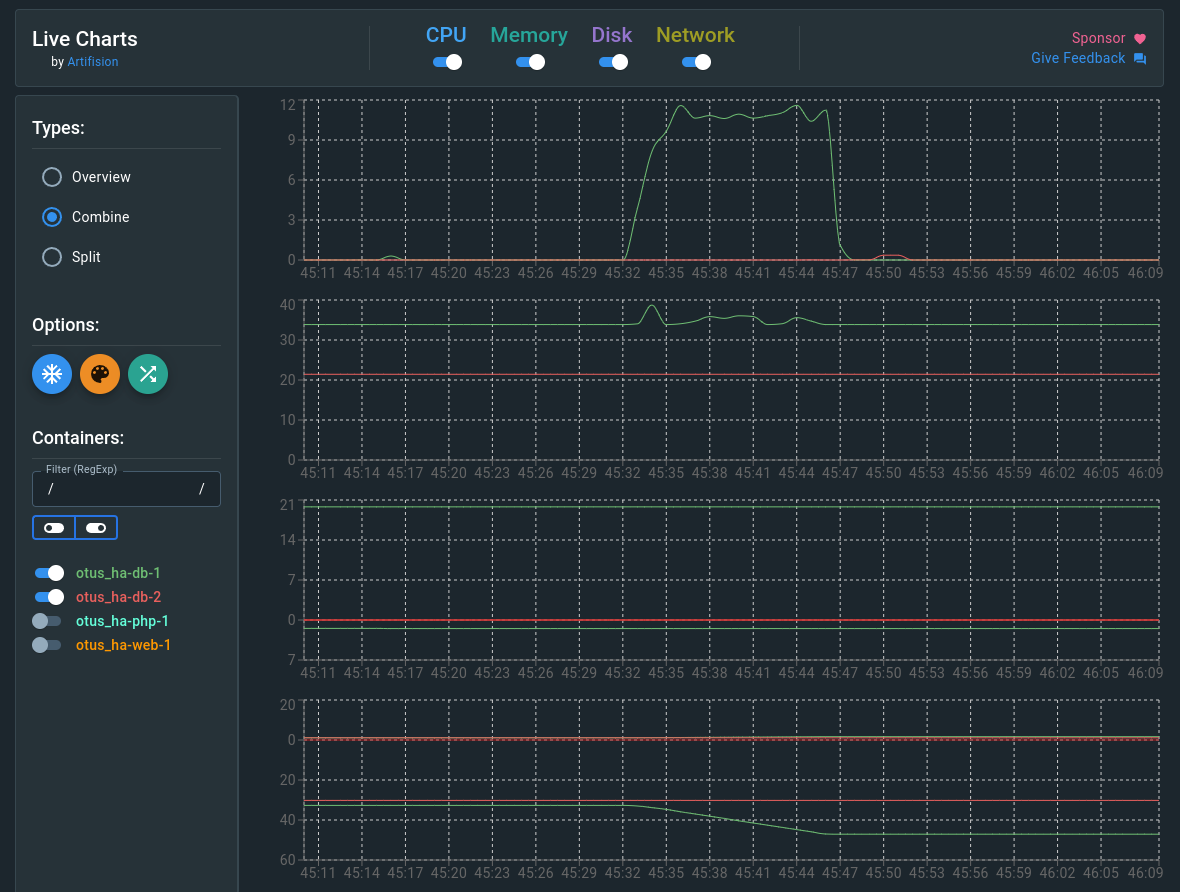 Live Charts
by Artifision
CPU Memory Disk Network
Sponsor
Give Feedback
Types:
Overview
Combine
Split
Options:
Containers:
Filter (RegExp)
/ /
otus_ha-db-1
otus_ha-db-2
otus_ha-php-1
otus_ha-web-1
12
9
6
3
0
45:11 45:14 45:17 45:20 45:23 45:26 45:29 45:32 45:35 45:38 45:41 45:44 45:47 45:50 45:53 45:56 45:59 46:02 46:05 46:09
40
30
20
10
0
45:11 45:14 45:17 45:20 45:23 45:26 45:29 45:32 45:35 45:38 45:41 45:44 45:47 45:50 45:53 45:56 45:59 46:02 46:05 46:09
21
14
7
0
7
45:11 45:14 45:17 45:20 45:23 45:26 45:29 45:32 45:35 45:38 45:41 45:44 45:47 45:50 45:53 45:56 45:59 46:02 46:05 46:09
20
0
20
40
60
45:11 45:14 45:17 45:20 45:23 45:26 45:29 45:32 45:35 45:38 45:41 45:44 45:47 45:50 45:53 45:56 45:59 46:02 46:05 46:09